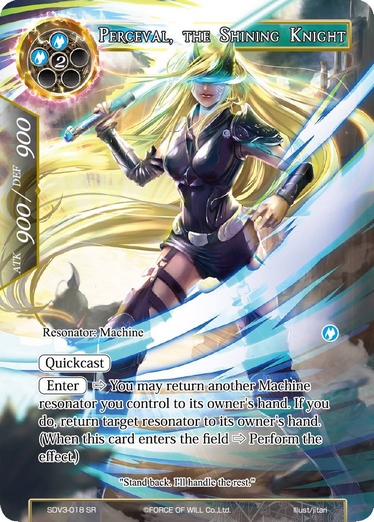 Perceval, the Shining Knight
2
ATK 900 / DEF 900
Resonator: Machine
Quickcast
Enter ⇨ You may return another Machine
resonator you control to its owner's hand. If you
do, return target resonator to its owner's hand.
(When this card enters the field ⇨ Perform the
effect.)
"Stand back. I'll handle the rest."
SDV3-018 SR ©FORCE OF WILL Co.,Ltd. Illust/jitari